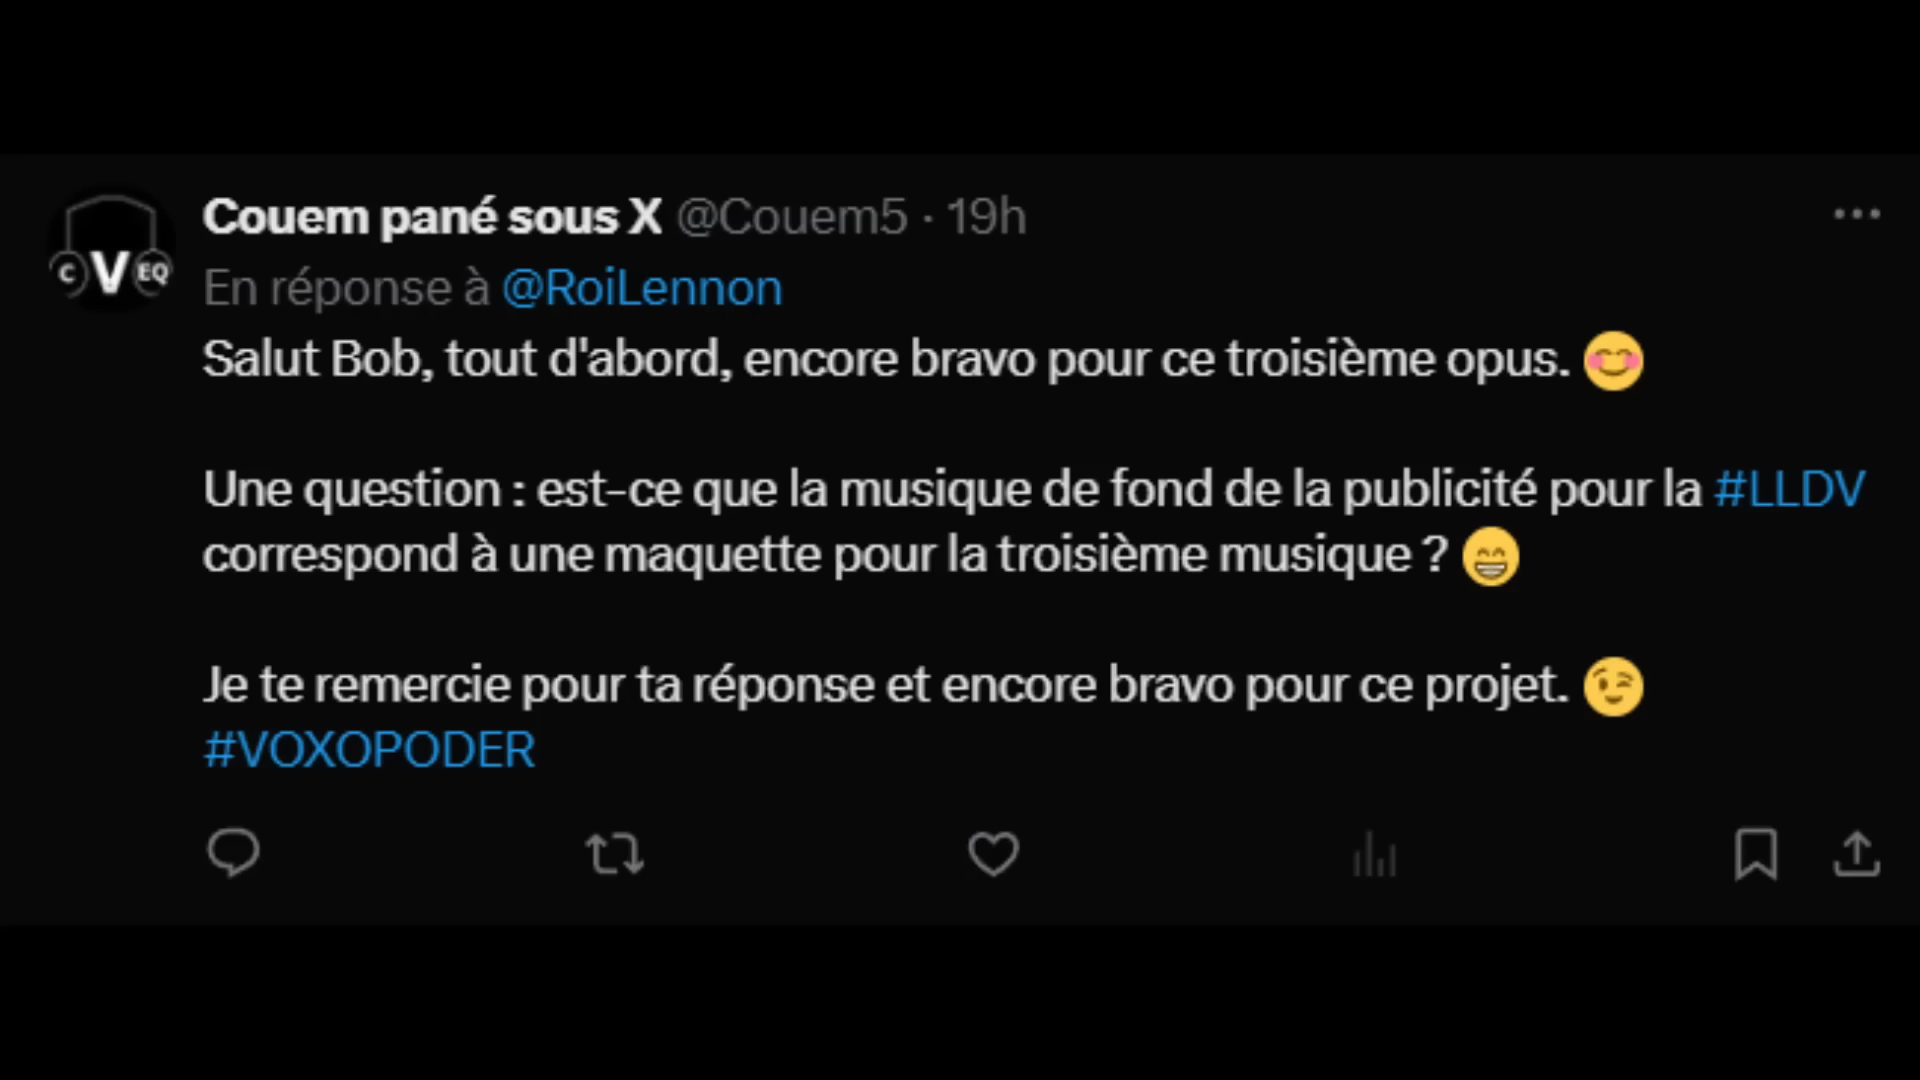 C V EQ
Couem pané sous X @Couem5 · 19h
En réponse à @RoiLennon
Salut Bob, tout d'abord, encore bravo pour ce troisième opus. 😊
Une question : est-ce que la musique de fond de la publicité pour la #LLDV
correspond à une maquette pour la troisième musique ? 😁
Je te remercie pour ta réponse et encore bravo pour ce projet. 😉
#VOXOPODER